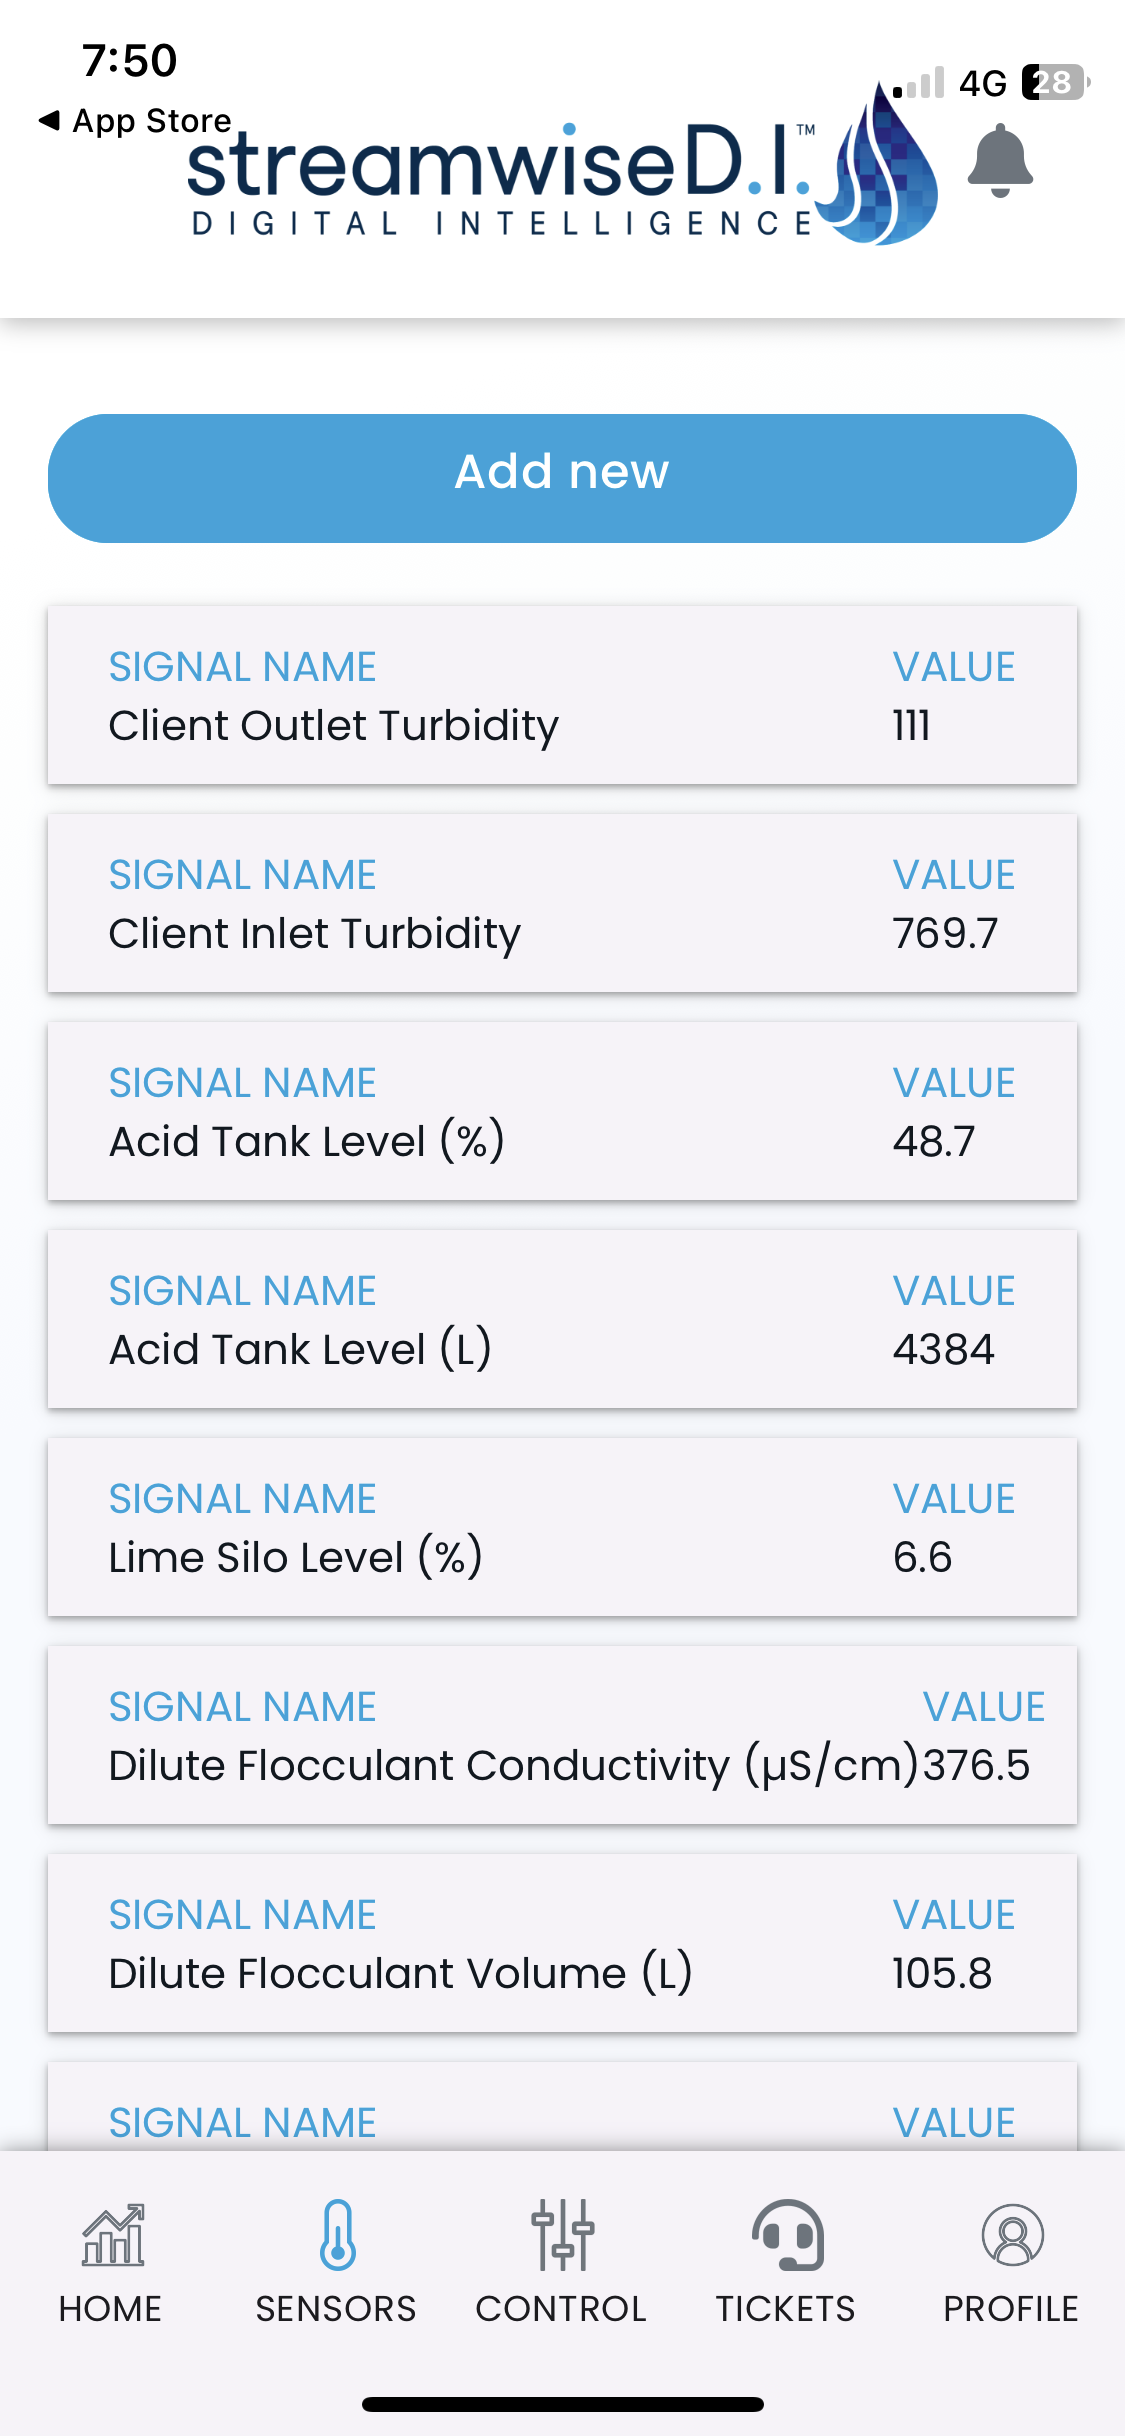 7:50
4G 28
◀ App Store
streamwiseD.I.™
DIGITAL INTELLIGENCE
Add new
SIGNAL NAME VALUE
Client Outlet Turbidity 111
SIGNAL NAME VALUE
Client Inlet Turbidity 769.7
SIGNAL NAME VALUE
Acid Tank Level (%) 48.7
SIGNAL NAME VALUE
Acid Tank Level (L) 4384
SIGNAL NAME VALUE
Lime Silo Level (%) 6.6
SIGNAL NAME VALUE
Dilute Flocculant Conductivity (µS/cm) 376.5
SIGNAL NAME VALUE
Dilute Flocculant Volume (L) 105.8
SIGNAL NAME VALUE
HOME SENSORS CONTROL TICKETS PROFILE